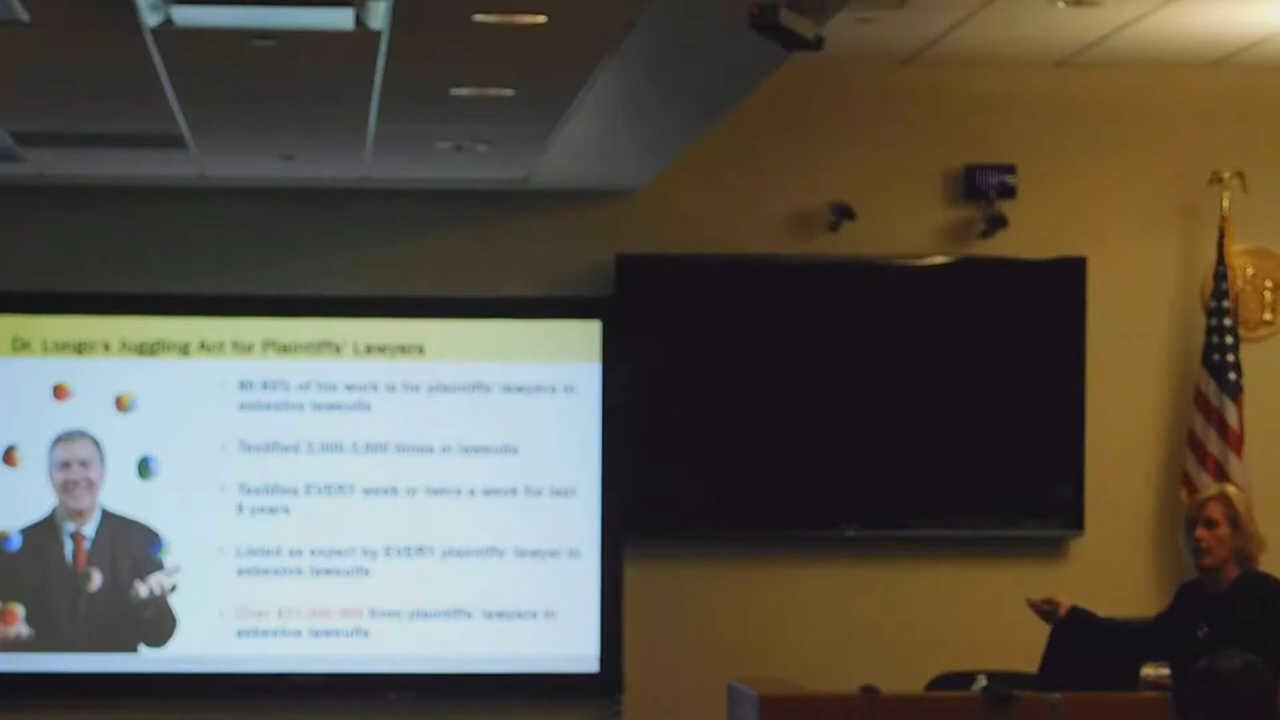 Dr. Longo's Juggling Act for Plaintiffs' Lawyers
of his work is for plaintiffs' lawyers in
asbestos lawsuits
Testified times in lawsuits
Testifies EVERY week or twice a week for last
years
Listed as expert by EVERY plaintiffs' lawyer in
asbestos lawsuits
Over from plaintiffs' lawyers in
asbestos lawsuits